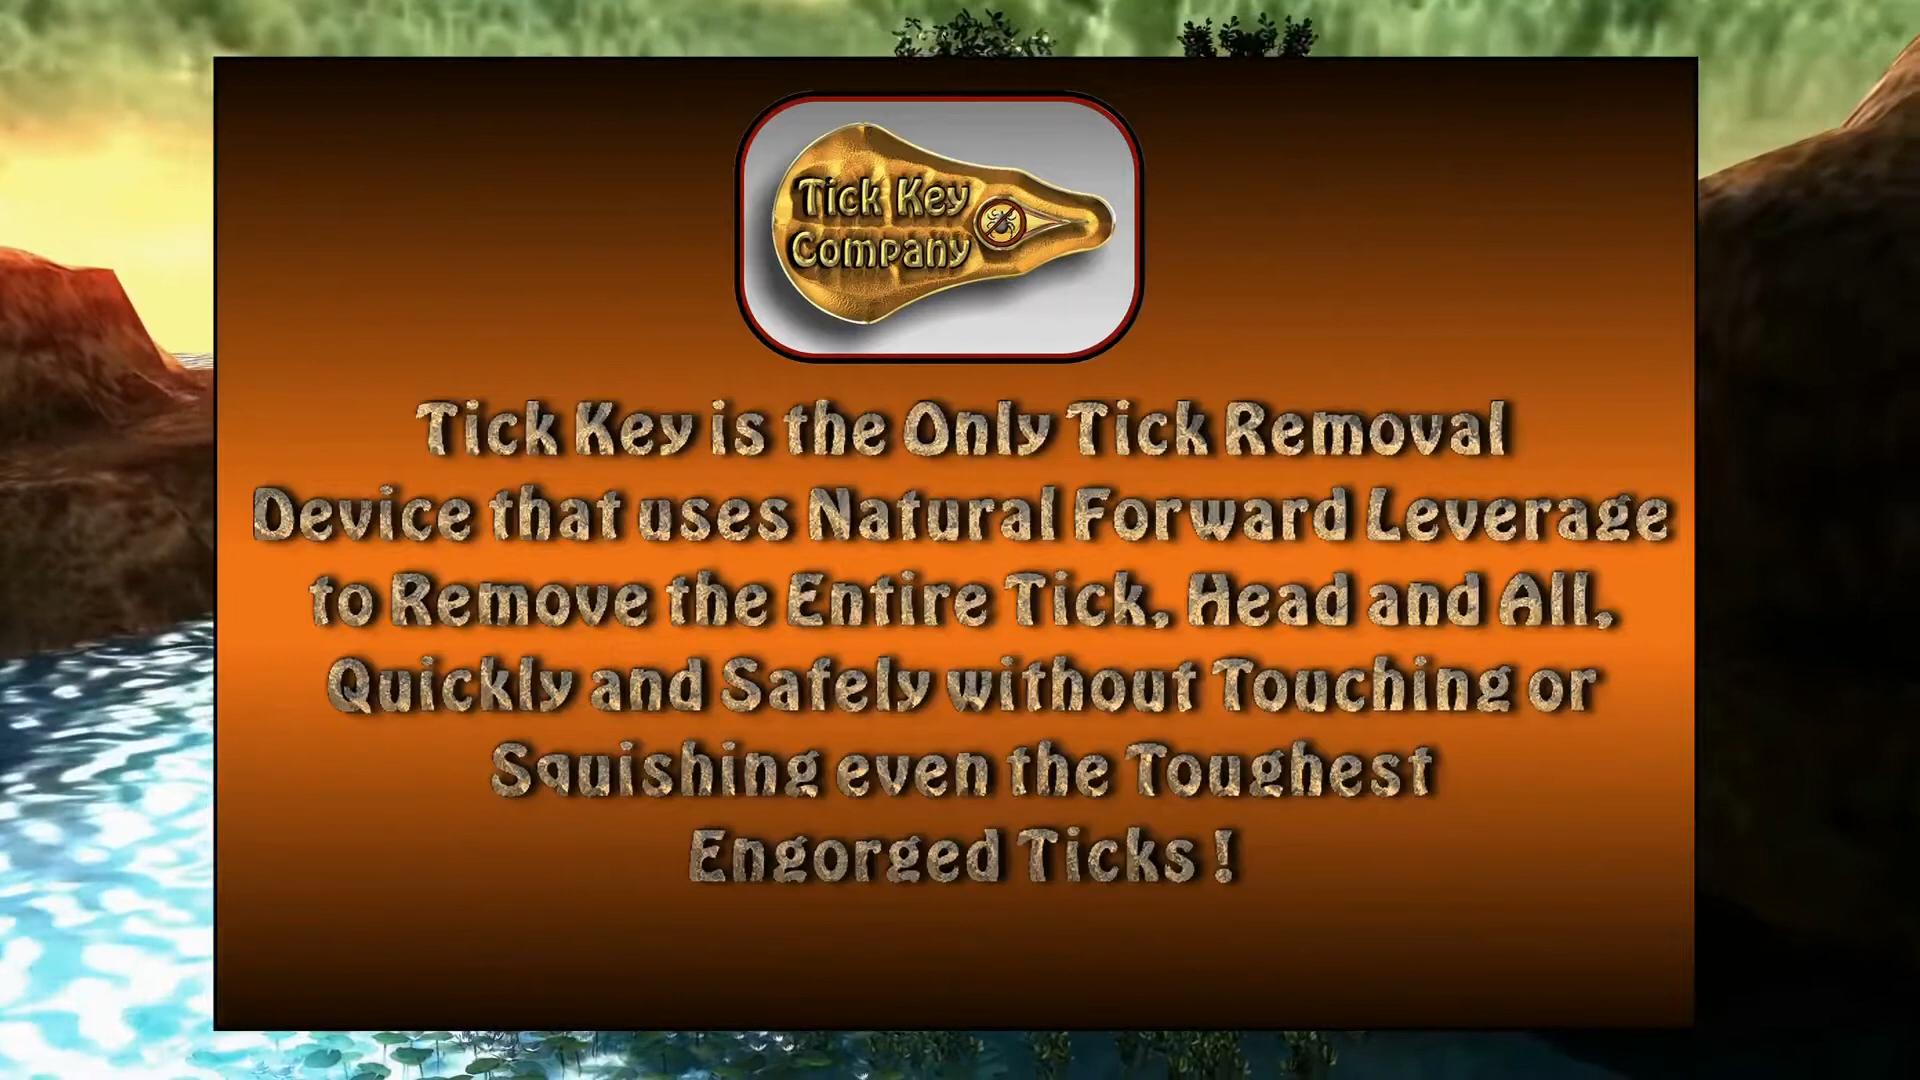 Tick Key
Company
Tick Key is the Only Tick Removal
Device that uses Natural Forward Leverage
to Remove the Entire Tick, Head and All,
Quickly and Safely without Touching or
Squishing even the Toughest
Engorged Ticks !